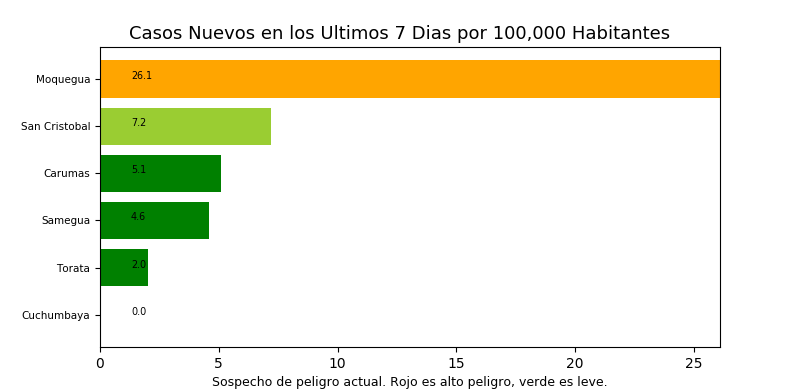 Casos Nuevos en los Ultimos 7 Dias por 100,000 Habitantes
Moquegua 26.1
San Cristobal 7.2
Carumas 5.1
Samegua 4.6
Torata 2.0
Cuchumbaya 0.0
0 5 10 15 20 25
Sospecho de peligro actual. Rojo es alto peligro, verde es leve.